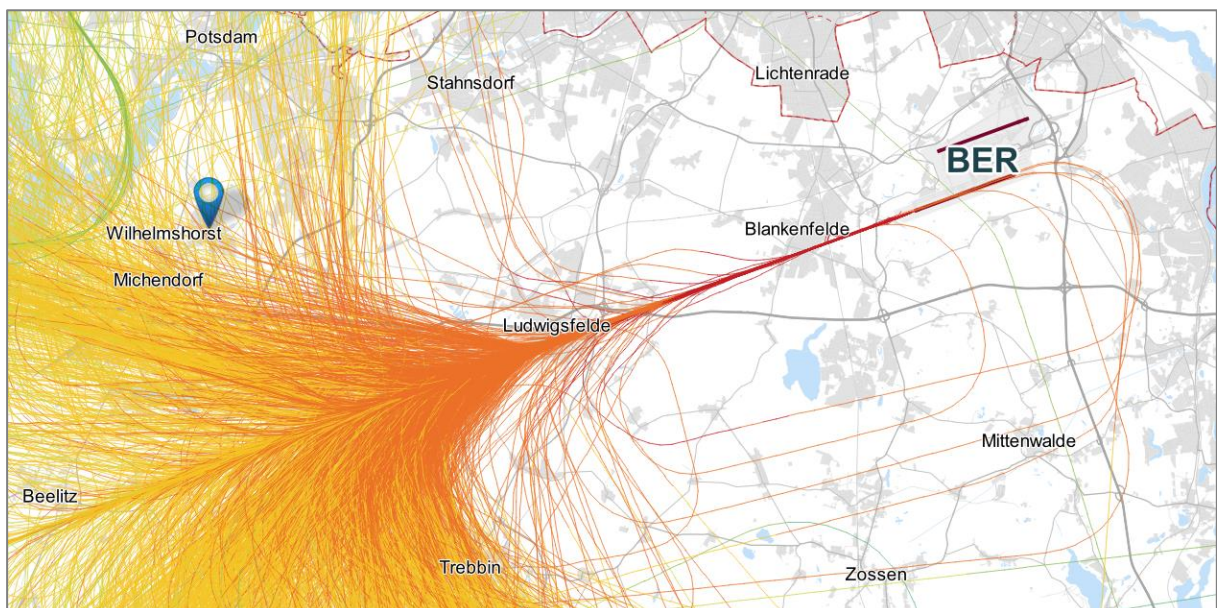 Potsdam
Stahnsdorf
Lichtenrade
BER
Wilhelmshorst
Blankenfelde
Michendorf
Ludwigsfelde
Mittenwalde
Beelitz
Trebbin
Zossen